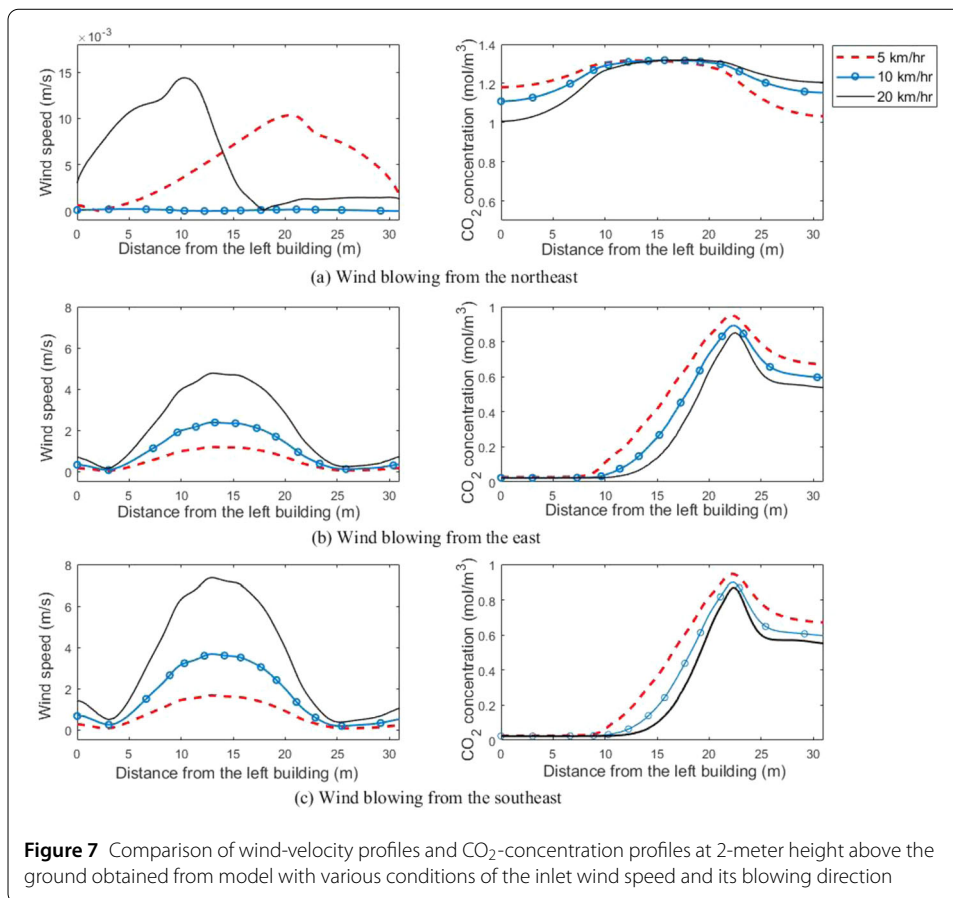 ×10⁻³
15
10
5
0
Wind speed (m/s)
0 5 10 15 20 25 30
Distance from the left building (m)
1.4
1.2
1
0.8
0.6
CO₂ concentration (mol/m³)
0 5 10 15 20 25 30
Distance from the left building (m)
5 km/hr
10 km/hr
20 km/hr
(a) Wind blowing from the northeast
8
6
4
2
0
Wind speed (m/s)
0 5 10 15 20 25 30
Distance from the left building (m)
1
0.8
0.6
0.4
0.2
0
CO₂ concentration (mol/m³)
0 5 10 15 20 25 30
Distance from the left building (m)
(b) Wind blowing from the east
8
6
4
2
0
Wind speed (m/s)
0 5 10 15 20 25 30
Distance from the left building (m)
1
0.8
0.6
0.4
0.2
0
CO₂ concentration (mol/m³)
0 5 10 15 20 25 30
Distance from the left building (m)
(c) Wind blowing from the southeast
Figure 7 Comparison of wind-velocity profiles and CO₂-concentration profiles at 2-meter height above the
ground obtained from model with various conditions of the inlet wind speed and its blowing direction